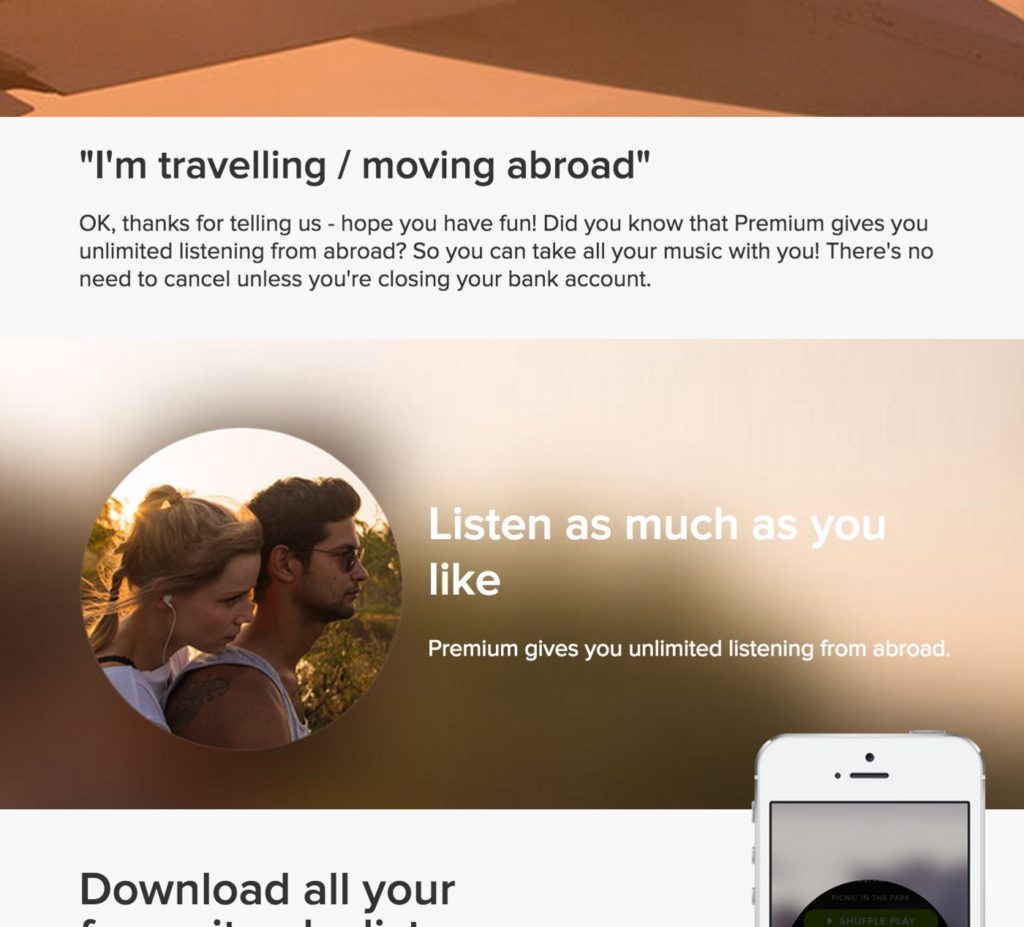 "I'm travelling / moving abroad"
OK, thanks for telling us - hope you have fun! Did you know that Premium gives you
unlimited listening from abroad? So you can take all your music with you! There's no
need to cancel unless you're closing your bank account.
Listen as much as you
like
Premium gives you unlimited listening from abroad.
Download all your
PICNIC IN THE PARK
SHUFFLE PLAY